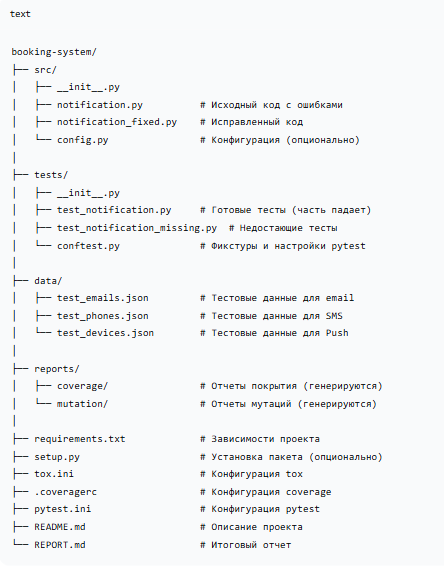 text
booking-system/
├── src/
│   ├── __init__.py
│   ├── notification.py          # Исходный код с ошибками
│   ├── notification_fixed.py    # Исправленный код
│   └── config.py                # Конфигурация (опционально)
│
├── tests/
│   ├── __init__.py
│   ├── test_notification.py     # Готовые тесты (часть падает)
│   ├── test_notification_missing.py  # Недостающие тесты
│   └── conftest.py              # Фикстуры и настройки pytest
│
├── data/
│   ├── test_emails.json         # Тестовые данные для email
│   ├── test_phones.json         # Тестовые данные для SMS
│   └── test_devices.json        # Тестовые данные для Push
│
├── reports/
│   ├── coverage/                # Отчеты покрытия (генерируются)
│   └── mutation/                # Отчеты мутаций (генерируются)
│
├── requirements.txt             # Зависимости проекта
├── setup.py                     # Установка пакета (опционально)
├── tox.ini                      # Конфигурация tox
├── .coveragerc                  # Конфигурация coverage
├── pytest.ini                   # Конфигурация pytest
├── README.md                    # Описание проекта
└── REPORT.md                    # Итоговый отчет